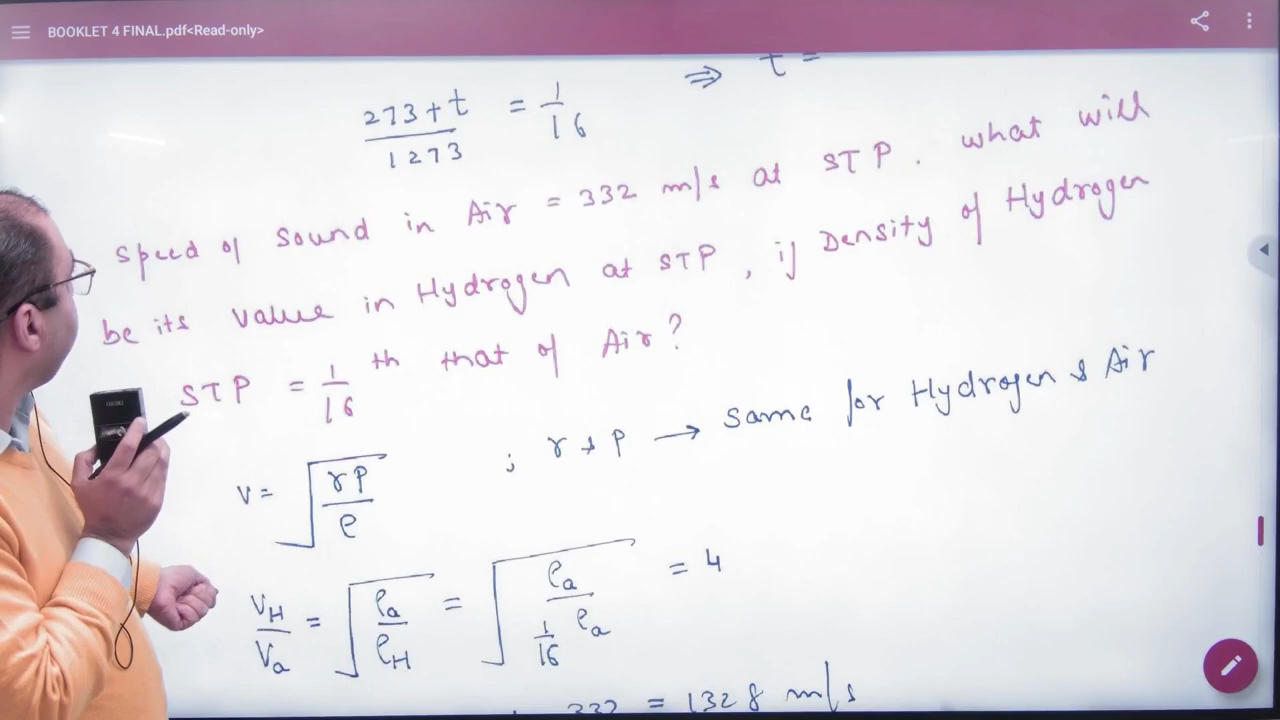 BOOKLET 4 FINAL.pdf<Read-only>
⇒ t =
273+t / 1273 = 1/16
Speed of Sound in Air = 332 m/s at STP. what will
be its value in Hydrogen at STP, if Density of Hydrogen
STP = 1/16 th that of Air?
v = √(γP/ρ) ; γ & P → Same for Hydrogen & Air
V_H/V_a = √(ρ_a/ρ_H) = √(ρ_a / (1/16 ρ_a)) = 4
332 = 1328 m/s